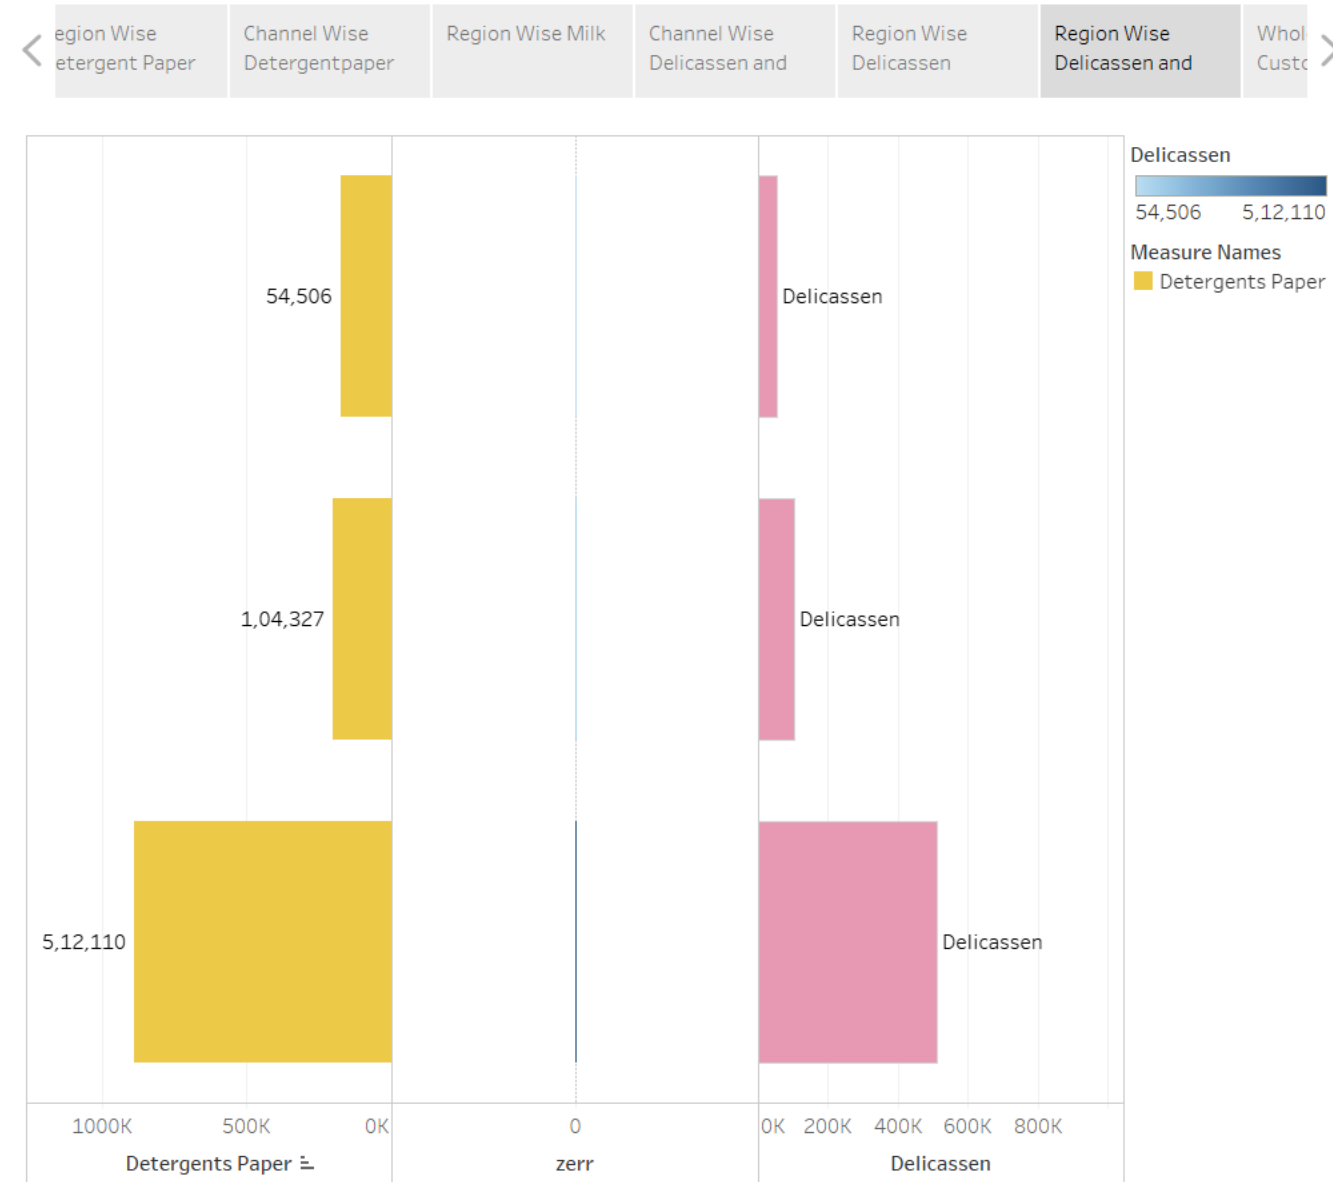 egion Wise
etergent Paper
Channel Wise
Detergentpaper
Region Wise Milk
Channel Wise
Delicassen and
Region Wise
Delicassen
Region Wise
Delicassen and
Whol
Custo
Delicassen
54,506 5,12,110
Measure Names
Detergents Paper
54,506
Delicassen
1,04,327
Delicassen
5,12,110
Delicassen
1000K 500K 0K
0
0K 200K 400K 600K 800K
Detergents Paper
zerr
Delicassen